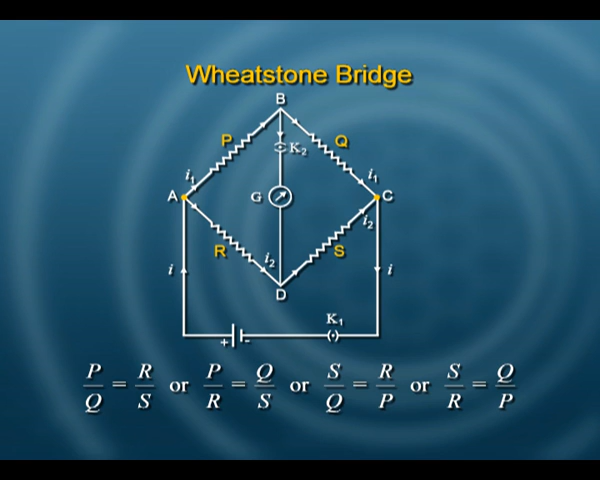 Wheatstone Bridge
B
P
K2
Q
i1
i1
A
G
C
i2
R
i2
S
i
i
D
K1
+ -
P/Q = R/S or P/R = Q/S or S/Q = R/P or S/R = Q/P